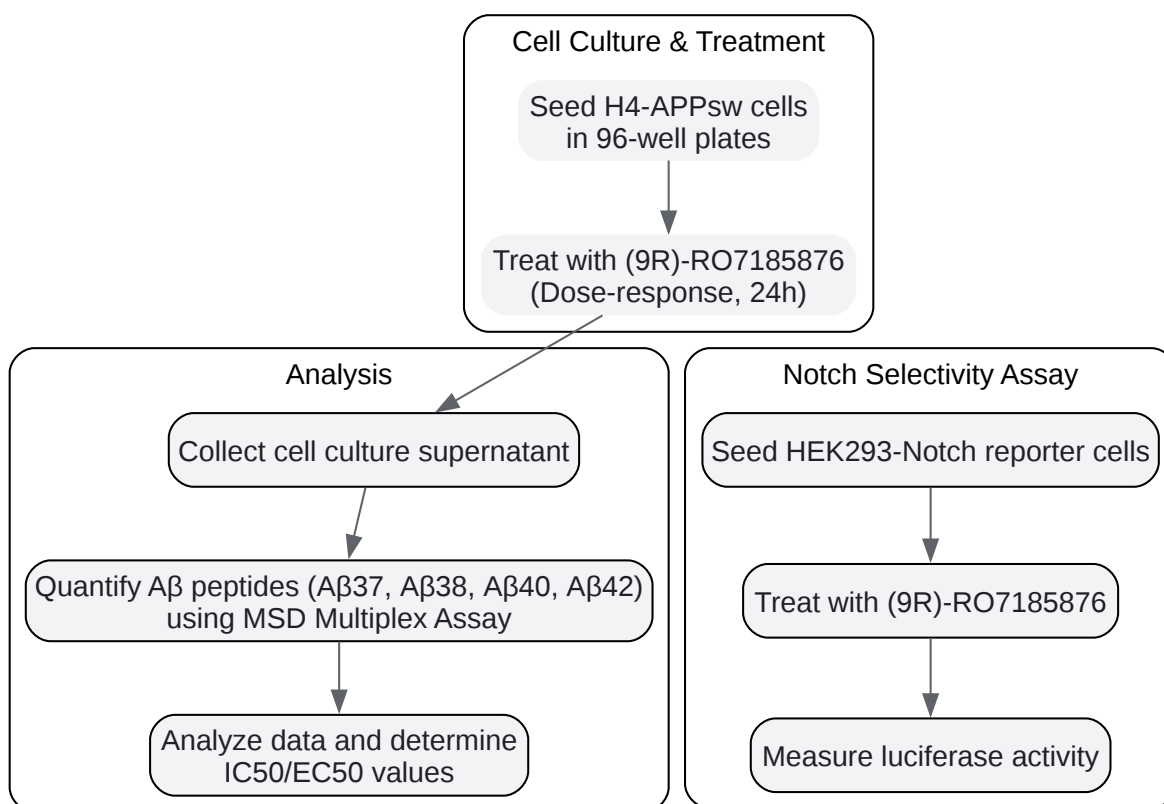 Cell Culture & Treatment
Seed H4-APPsw cells
in 96-well plates
Treat with (9R)-RO7185876
(Dose-response, 24h)
Analysis
Collect cell culture supernatant
Quantify Aβ peptides (Aβ37, Aβ38, Aβ40, Aβ42)
using MSD Multiplex Assay
Analyze data and determine
IC50/EC50 values
Notch Selectivity Assay
Seed HEK293-Notch reporter cells
Treat with (9R)-RO7185876
Measure luciferase activity